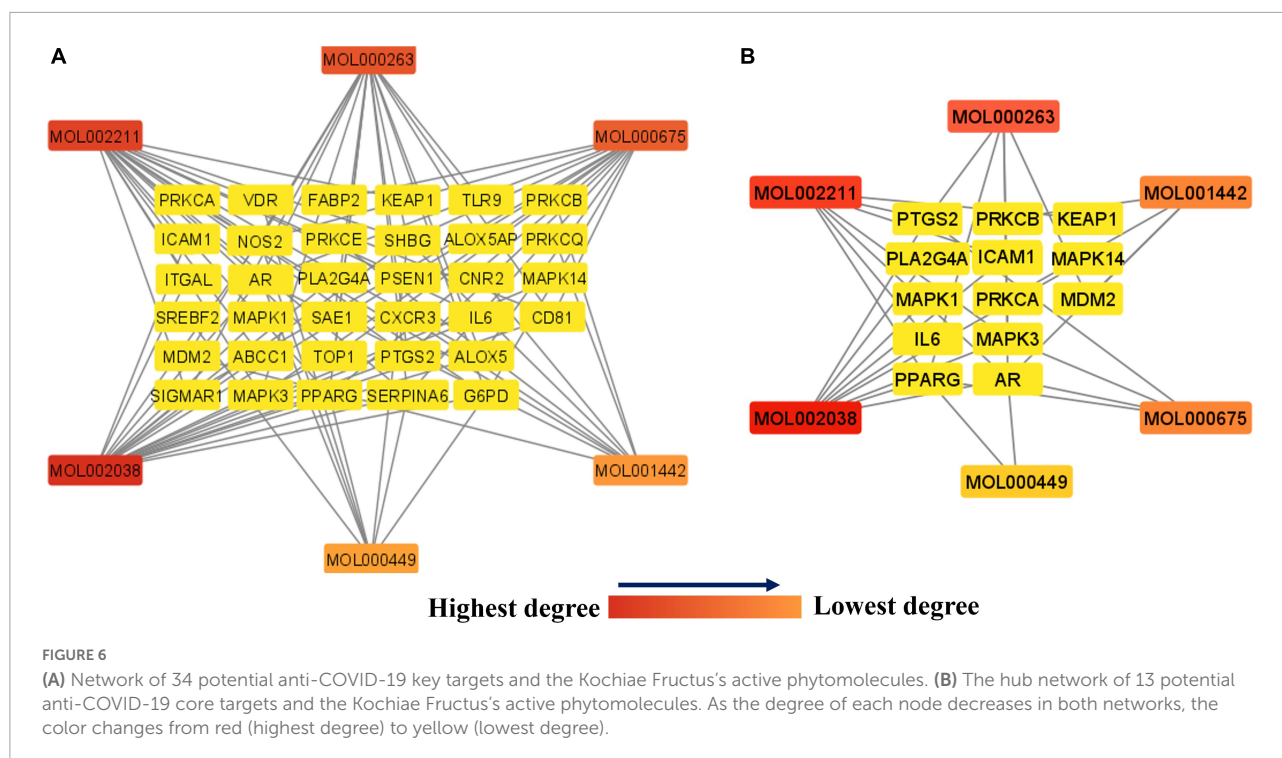 A
MOL000263
MOL002211
MOL000675
PRKCA VDR FABP2 KEAP1 TLR9 PRKCB
ICAM1 NOS2 PRKCE SHBG ALOX5AP PRKCQ
ITGAL AR PLA2G4A PSEN1 CNR2 MAPK14
SREBF2 MAPK1 SAE1 CXCR3 IL6 CD81
MDM2 ABCC1 TOP1 PTGS2 ALOX5
SIGMAR1 MAPK3 PPARG SERPINA6 G6PD
MOL002038
MOL001442
MOL000449
B
MOL000263
MOL002211
MOL001442
PTGS2 PRKCB KEAP1
PLA2G4A ICAM1 MAPK14
MAPK1 PRKCA MDM2
IL6 MAPK3
PPARG AR
MOL002038
MOL000675
MOL000449
Highest degree
Lowest degree
FIGURE 6
(A) Network of 34 potential anti-COVID-19 key targets and the Kochiae Fructus's active phytomolecules. (B) The hub network of 13 potential
anti-COVID-19 core targets and the Kochiae Fructus's active phytomolecules. As the degree of each node decreases in both networks, the
color changes from red (highest degree) to yellow (lowest degree).